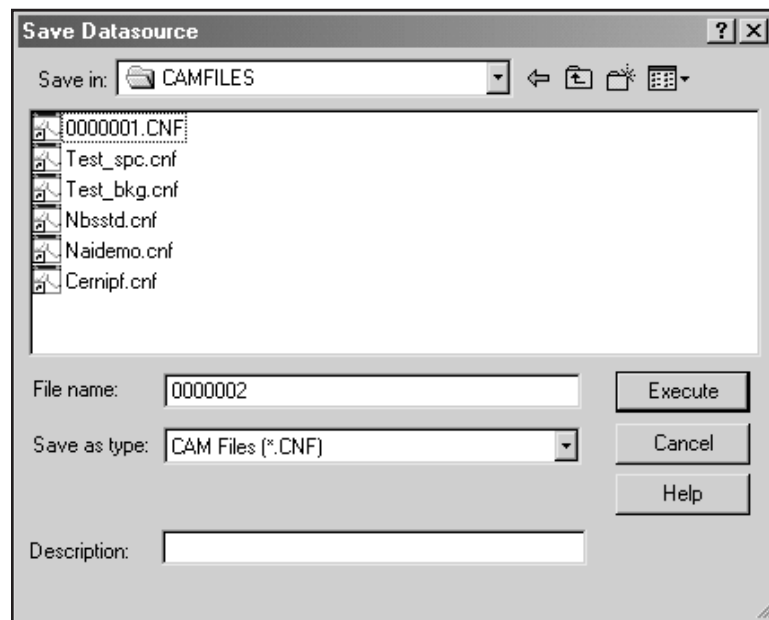 Save Datasource
Save in: CAMFILES
0000001.CNF
Test_spc.cnf
Test_bkg.cnf
Nbsstd.cnf
Naidemo.cnf
Cernipf.cnf
File name: 0000002 Execute
Save as type: CAM Files (*.CNF) Cancel
Help
Description: